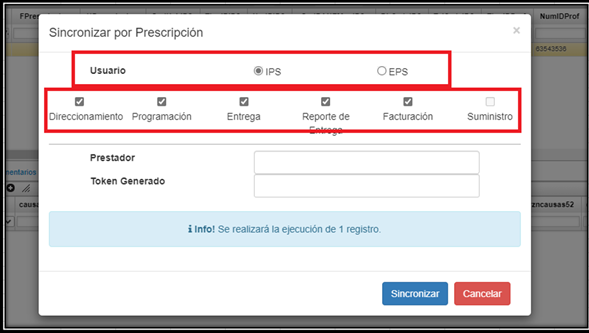 NumIDProf
Sincronizar por Prescripción ×
63543536
Usuario IPS EPS
Direccionamiento Programación Entrega Reporte de Entrega Facturación Suministro
Prestador
Token Generado
mentarios
causa
zncausas52
i Info! Se realizará la ejecución de 1 registro.
Sincronizar Cancelar